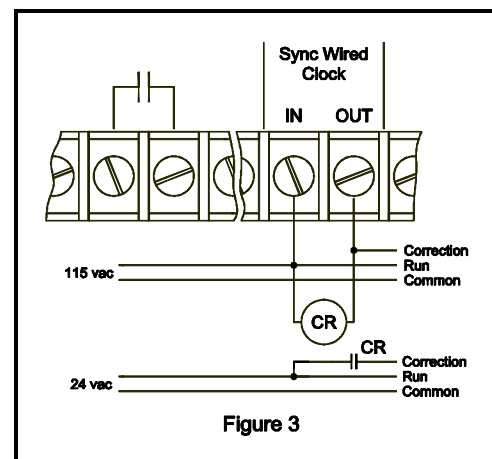 Sync Wired
Clock
IN OUT
Correction
115 vac Run
Common
CR
CR
Correction
24 vac Run
Common
Figure 3